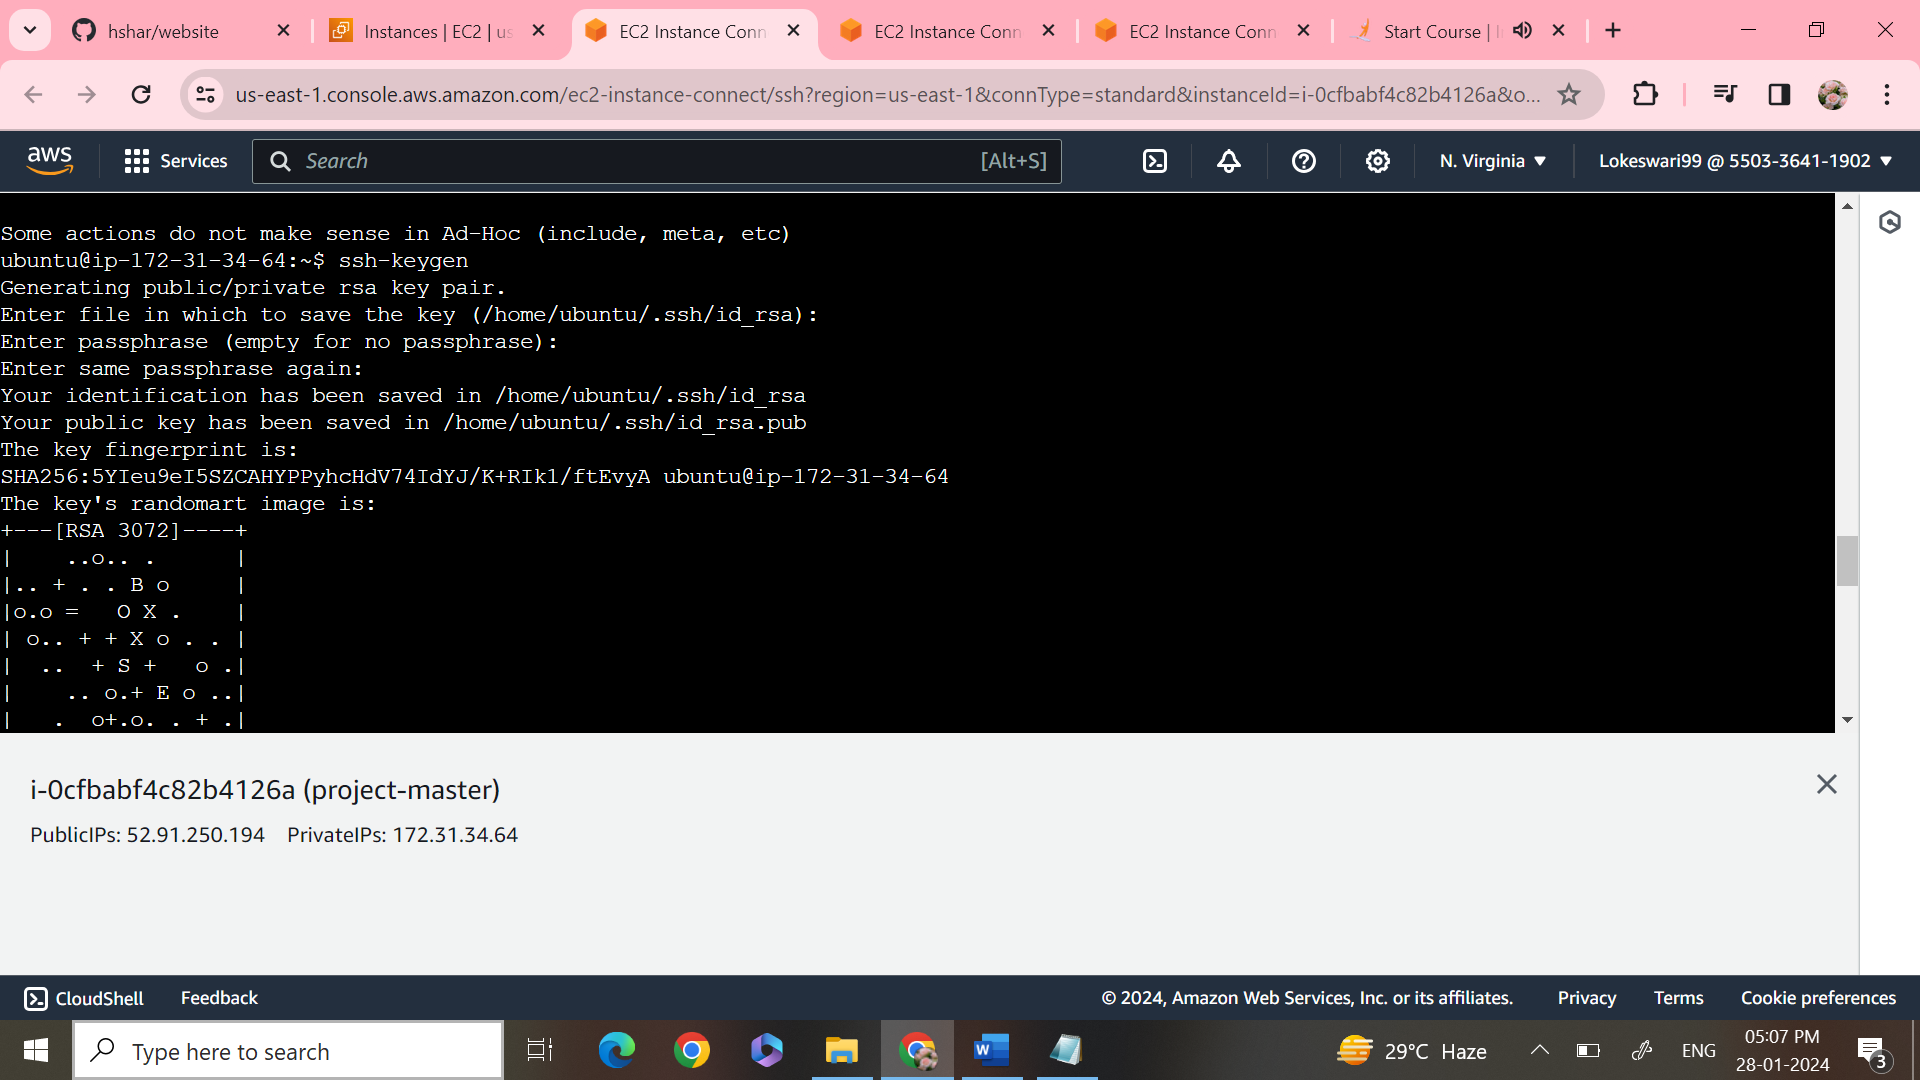 hshar/website
Instances | EC2 | us
EC2 Instance Conn
EC2 Instance Conn
EC2 Instance Conn
Start Course | I
us-east-1.console.aws.amazon.com/ec2-instance-connect/ssh?region=us-east-1&connType=standard&instanceId=i-0cfbabf4c82b4126a&o...
aws
Services
Search
[Alt+S]
N. Virginia
Lokeswari99 @ 5503-3641-1902
Some actions do not make sense in Ad-Hoc (include, meta, etc)
ubuntu@ip-172-31-34-64:~$ ssh-keygen
Generating public/private rsa key pair.
Enter file in which to save the key (/home/ubuntu/.ssh/id_rsa):
Enter passphrase (empty for no passphrase):
Enter same passphrase again:
Your identification has been saved in /home/ubuntu/.ssh/id_rsa
Your public key has been saved in /home/ubuntu/.ssh/id_rsa.pub
The key fingerprint is:
SHA256:5YIeu9eI5SZCAHYPPyhcHdV74IdYJ/K+RIk1/ftEvyA ubuntu@ip-172-31-34-64
The key's randomart image is:
+---[RSA 3072]----+
|    ..o.. .      |
|.. + . . B o     |
|o.o =   O X .    |
| o.. + + X o . . |
|  ..  + S +   o .|
|    .. o.+ E o ..|
|   .  o+.o. . + .|
i-0cfbabf4c82b4126a (project-master)
PublicIPs: 52.91.250.194 PrivateIPs: 172.31.34.64
CloudShell
Feedback
© 2024, Amazon Web Services, Inc. or its affiliates.
Privacy
Terms
Cookie preferences
Type here to search
29°C Haze
ENG
05:07 PM
28-01-2024
3